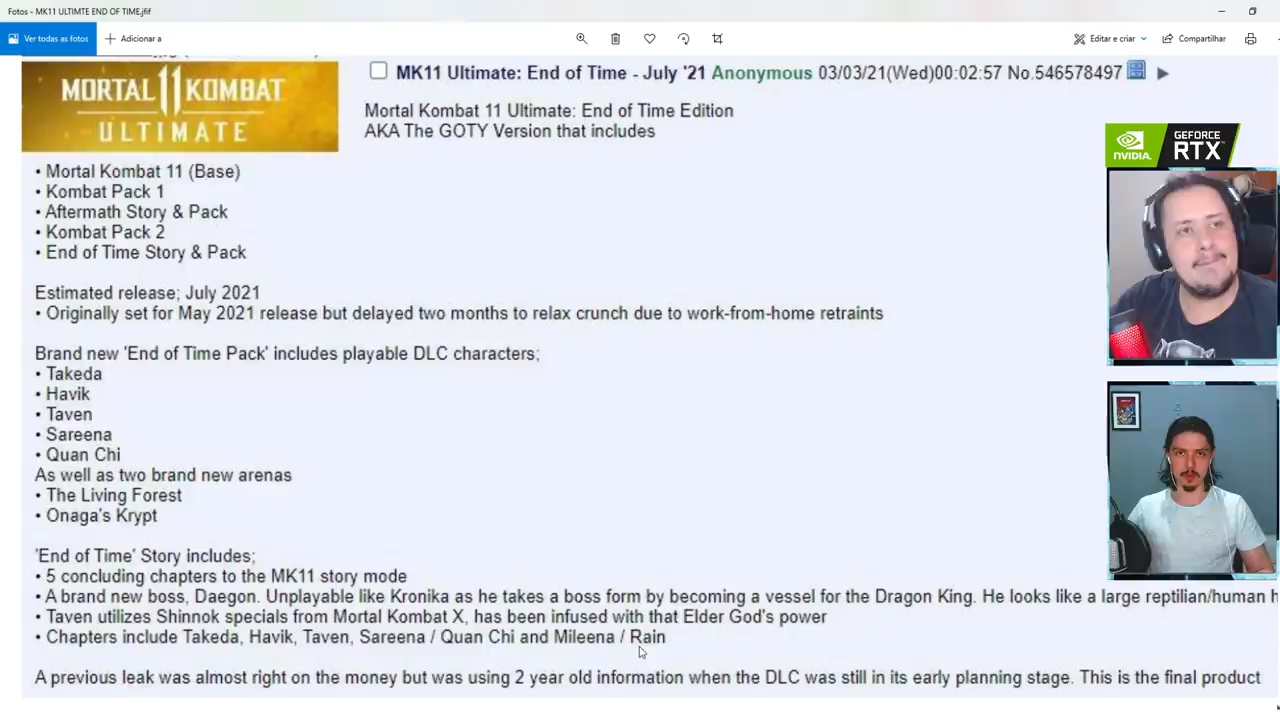 Fotos - MK11 ULTIMTE END OF TIME.jfif
Ver todas as fotos
Adicionar a
Editar e criar
Compartilhar
MORTAL 11 KOMBAT
ULTIMATE
MK11 Ultimate: End of Time - July '21 Anonymous 03/03/21(Wed)00:02:57 No.546578497
Mortal Kombat 11 Ultimate: End of Time Edition
AKA The GOTY Version that includes
NVIDIA.
GEFORCE
RTX
• Mortal Kombat 11 (Base)
• Kombat Pack 1
• Aftermath Story & Pack
• Kombat Pack 2
• End of Time Story & Pack
Estimated release; July 2021
• Originally set for May 2021 release but delayed two months to relax crunch due to work-from-home retraints
Brand new 'End of Time Pack' includes playable DLC characters;
• Takeda
• Havik
• Taven
• Sareena
• Quan Chi
As well as two brand new arenas
• The Living Forest
• Onaga's Krypt
'End of Time' Story includes;
• 5 concluding chapters to the MK11 story mode
• A brand new boss, Daegon. Unplayable like Kronika as he takes a boss form by becoming a vessel for the Dragon King. He looks like a large reptilian/human h
• Taven utilizes Shinnok specials from Mortal Kombat X, has been infused with that Elder God's power
• Chapters include Takeda, Havik, Taven, Sareena / Quan Chi and Mileena / Rain
A previous leak was almost right on the money but was using 2 year old information when the DLC was still in its early planning stage. This is the final product